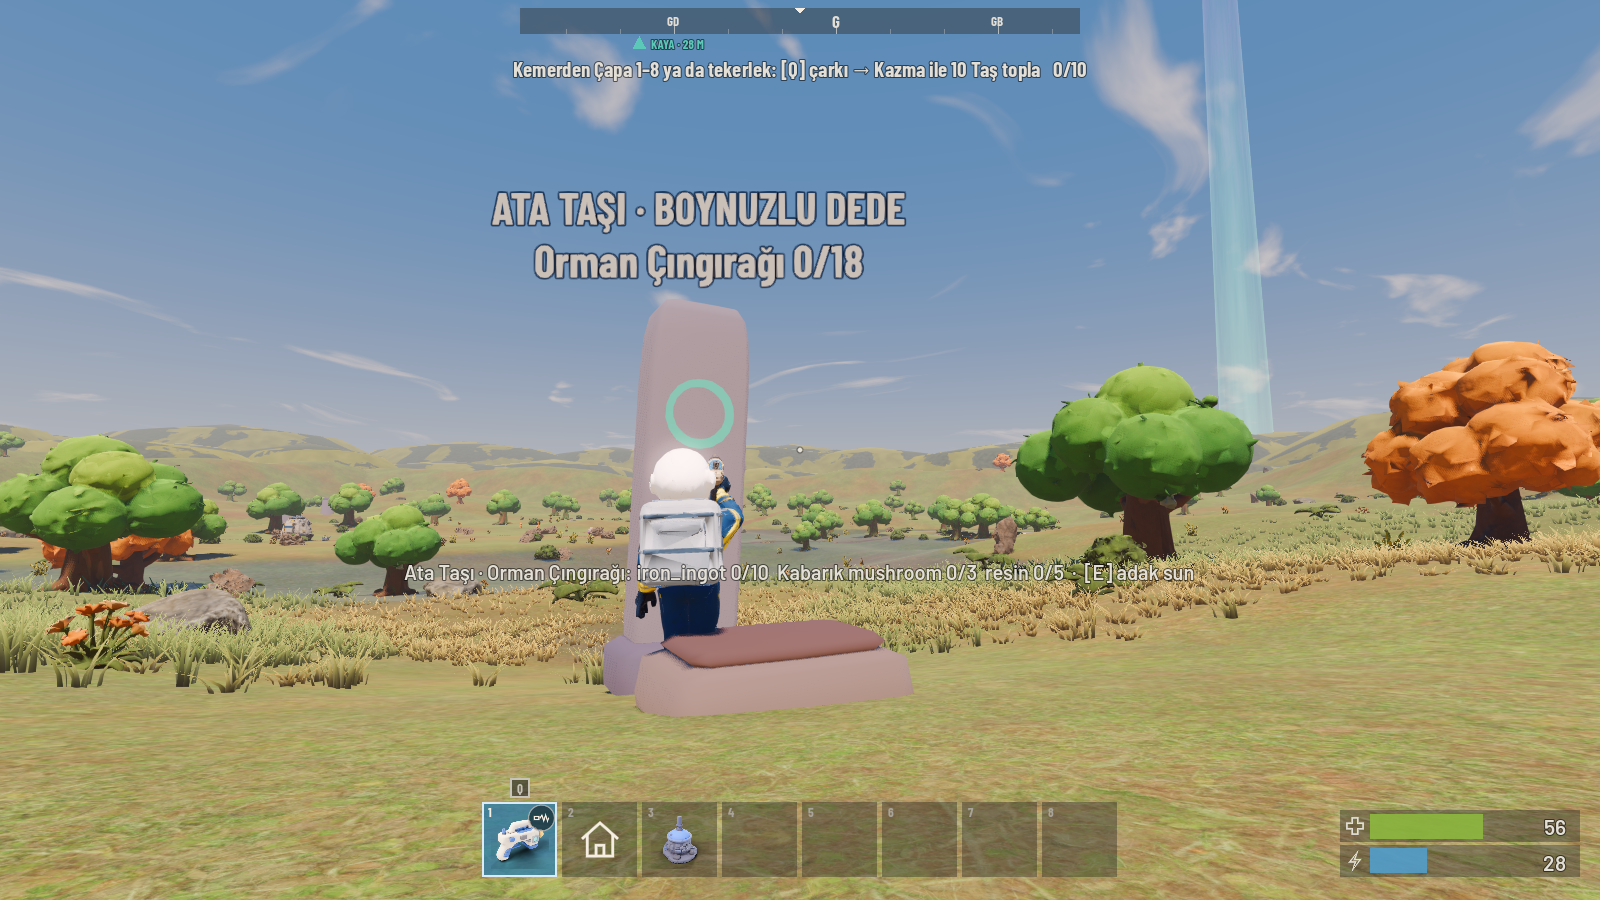 GD G GB
KAYA · 28 M
Kemerden Çapa 1-8 ya da tekerlek: [Q] çarkı → Kazma ile 10 Taş topla 0/10
ATA TAŞI · BOYNUZLU DEDE
Orman Çıngırağı 0/18
Ata Taşı · Orman Çıngırağı: iron_ingot 0/10 Kabarık mushroom 0/3 resin 0/5 · [E] adak sun
Q
1 2 3 4 5 6 7 8
56
28